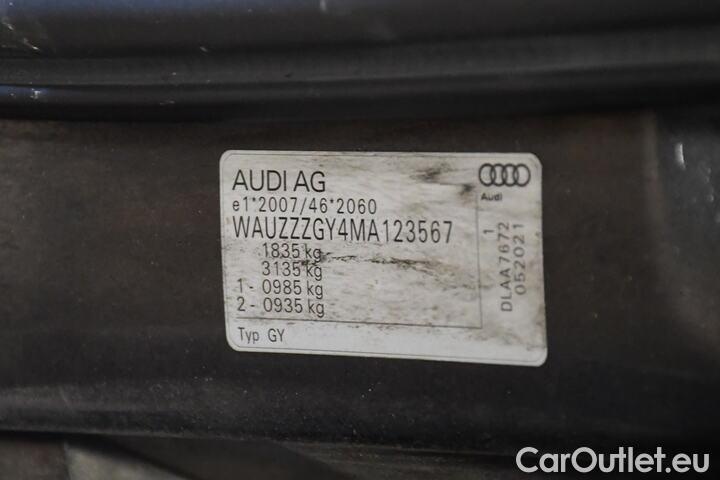 AUDI AG
e1*2007/46*2060
WAUZZZGY4MA123567
1835 kg
3135 kg
1 - 0985 kg
2 - 0935 kg
Typ GY
Audi
1
DLAA7672
052021
CarOutlet.eu